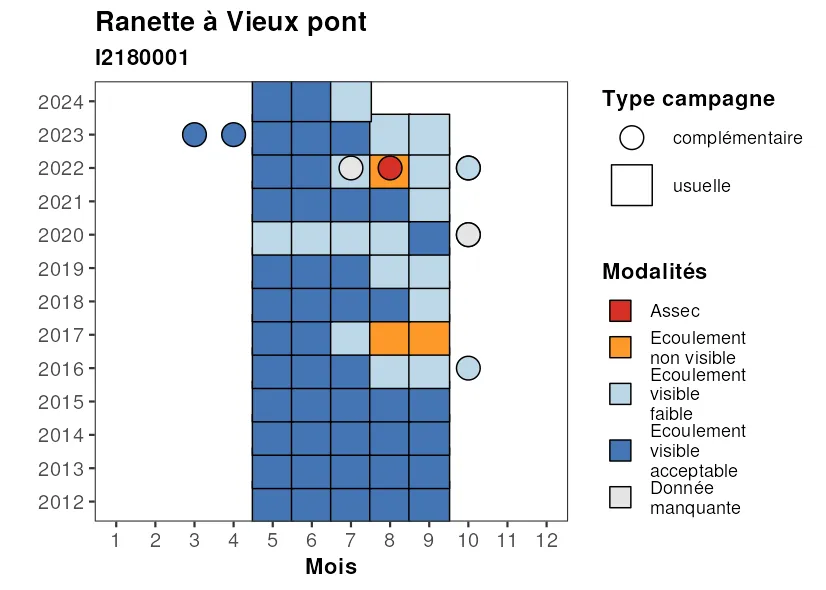 Ranette à Vieux pont
I2180001
2024
2023
2022
2021
2020
2019
2018
2017
2016
2015
2014
2013
2012
1 2 3 4 5 6 7 8 9 10 11 12
Mois
Type campagne
complémentaire
usuelle
Modalités
Assec
Ecoulement
non visible
Ecoulement
visible
faible
Ecoulement
visible
acceptable
Donnée
manquante